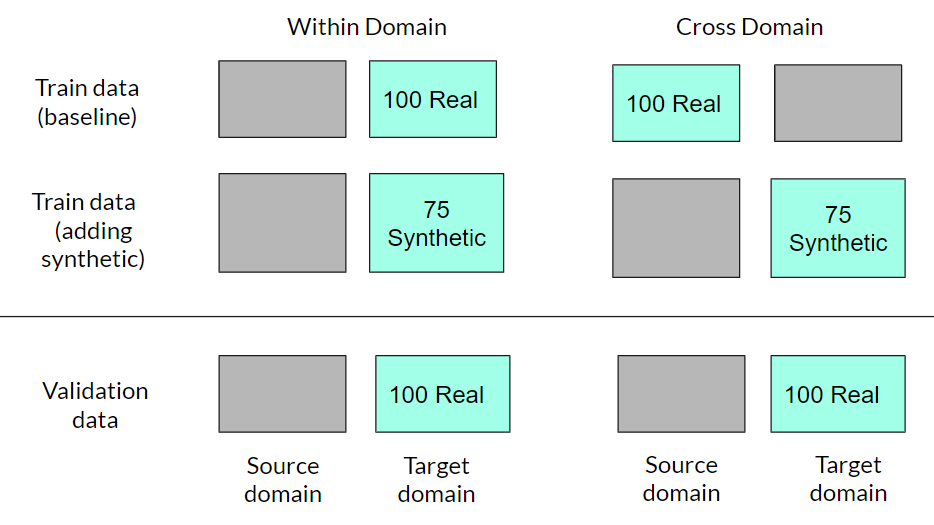 Within Domain
Cross Domain
Train data
(baseline)
100 Real
100 Real
Train data
(adding
synthetic)
75
Synthetic
75
Synthetic
Validation
data
100 Real
100 Real
Source
domain
Target
domain
Source
domain
Target
domain